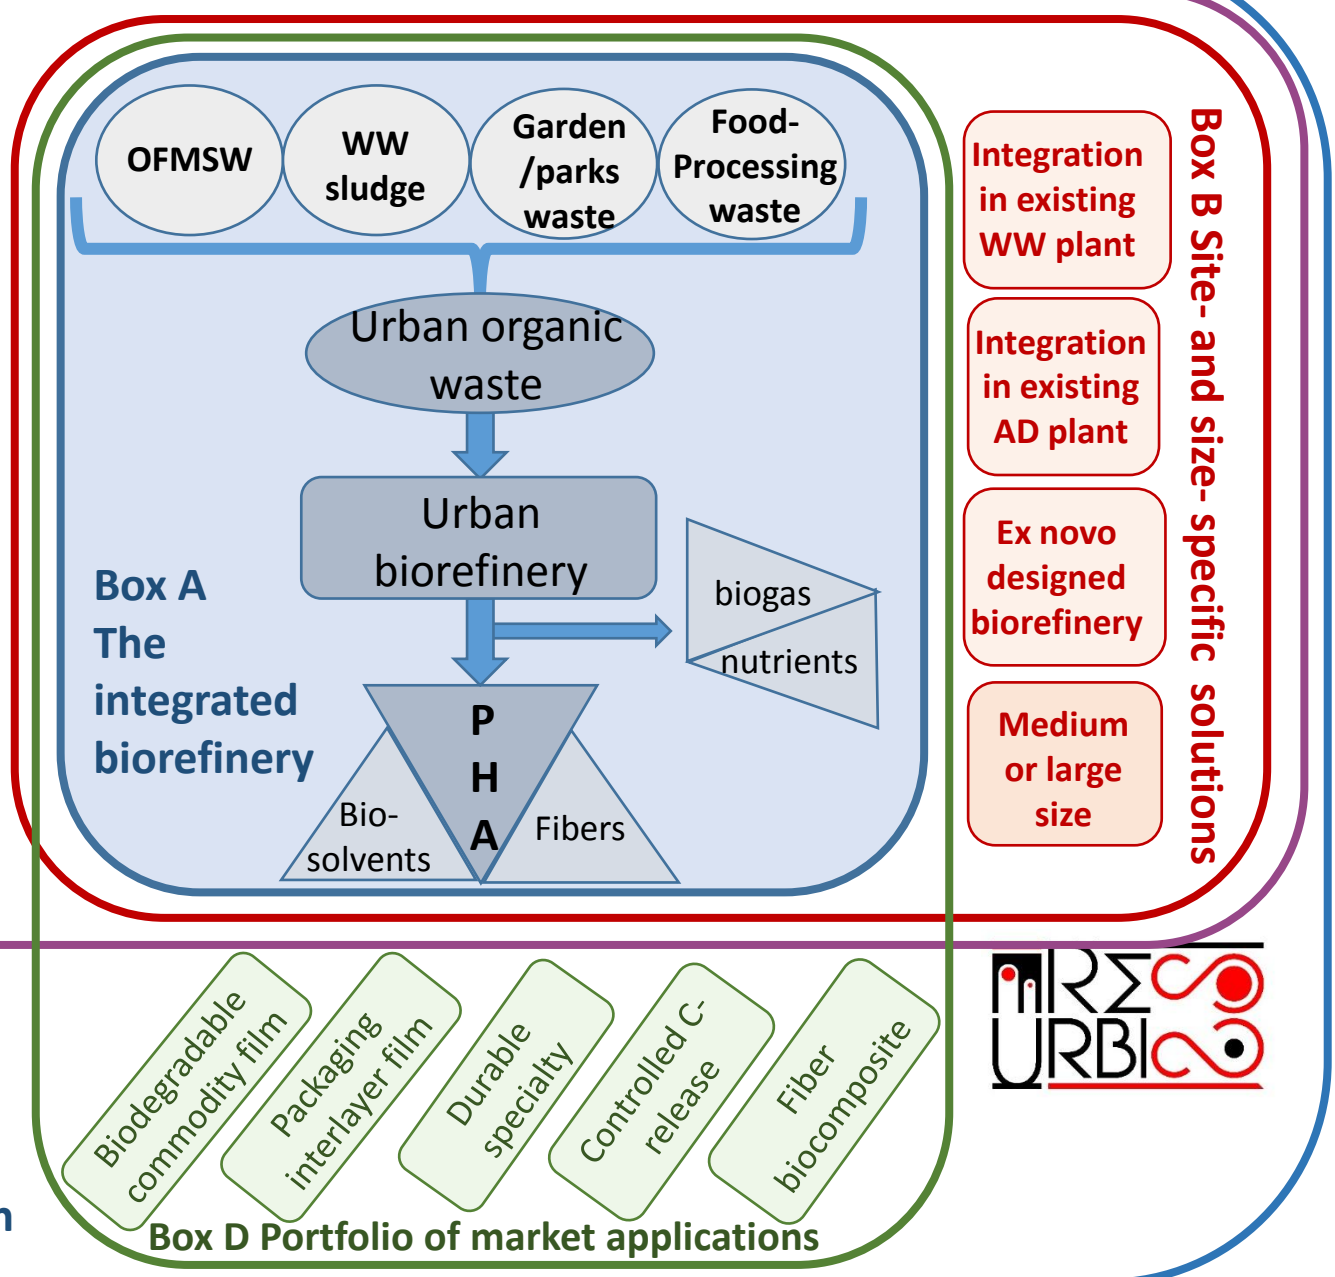 OFMSW
WW
sludge
Garden
/parks
waste
Food-
Processing
waste
Urban organic
waste
Urban
biorefinery
biogas
nutrients
Box A
The
integrated
biorefinery
P
H
A
Bio-
solvents
Fibers
Integration
in existing
WW plant
Integration
in existing
AD plant
Ex novo
designed
biorefinery
Medium
or large
size
Box B Site- and size- specific solutions
Biodegradable
commodity film
Packaging
interlayer film
Durable
specialty
Controlled C-
release
Fiber
biocomposite
Box D Portfolio of market applications
RES
URBIS